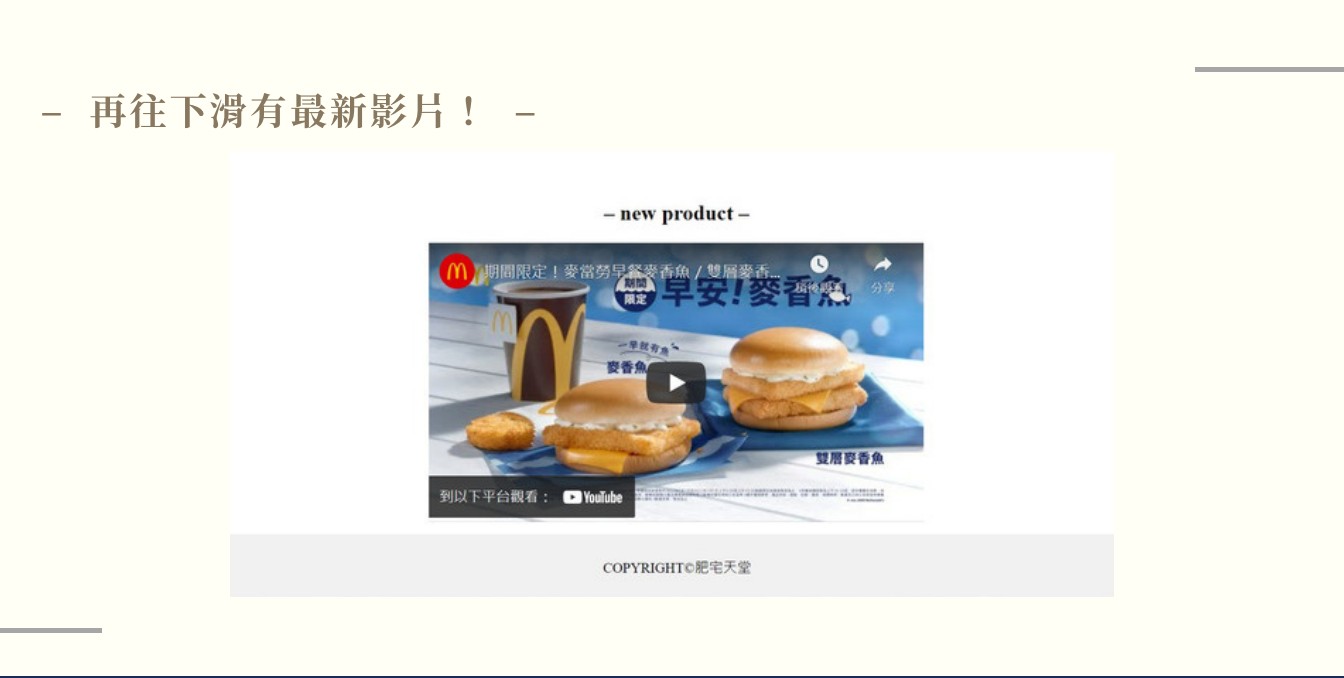 – 再往下滑有最新影片！ –
– new product –
期間限定！麥當勞早餐麥香魚 / 雙層麥香...
稍後觀看
分享
期間
限定
早安!麥香魚
一早就有魚
麥香魚
雙層麥香魚
到以下平台觀看： YouTube
COPYRIGHT©肥宅天堂